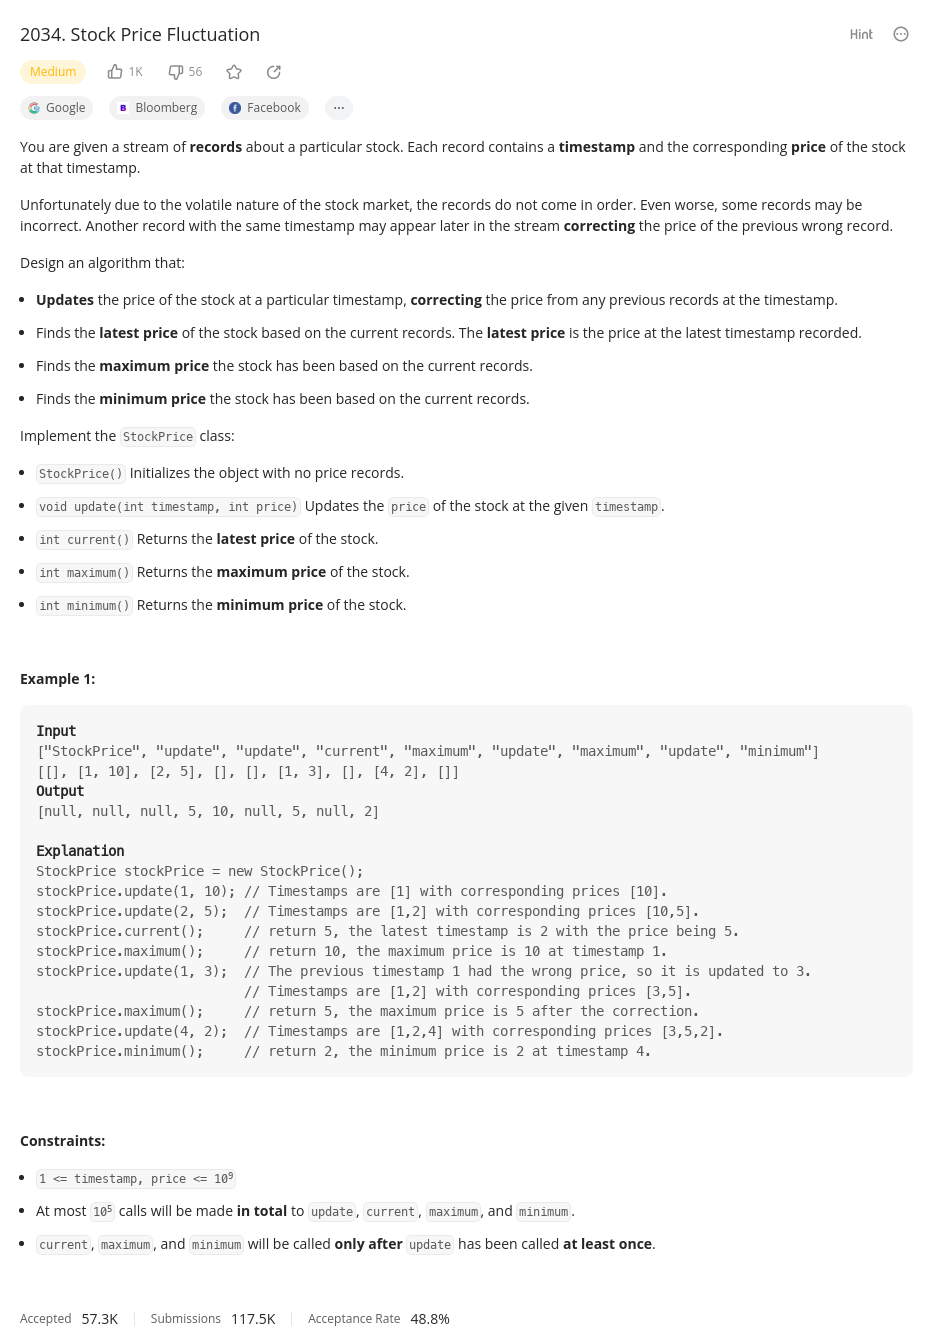 2034. Stock Price Fluctuation
Hint
Medium 1K 56
Google Bloomberg Facebook ...
You are given a stream of records about a particular stock. Each record contains a timestamp and the corresponding price of the stock
at that timestamp.
Unfortunately due to the volatile nature of the stock market, the records do not come in order. Even worse, some records may be
incorrect. Another record with the same timestamp may appear later in the stream correcting the price of the previous wrong record.
Design an algorithm that:
• Updates the price of the stock at a particular timestamp, correcting the price from any previous records at the timestamp.
• Finds the latest price of the stock based on the current records. The latest price is the price at the latest timestamp recorded.
• Finds the maximum price the stock has been based on the current records.
• Finds the minimum price the stock has been based on the current records.
Implement the StockPrice class:
• StockPrice() Initializes the object with no price records.
• void update(int timestamp, int price) Updates the price of the stock at the given timestamp.
• int current() Returns the latest price of the stock.
• int maximum() Returns the maximum price of the stock.
• int minimum() Returns the minimum price of the stock.
Example 1:
Input
["StockPrice", "update", "update", "current", "maximum", "update", "maximum", "update", "minimum"]
[[], [1, 10], [2, 5], [], [], [1, 3], [], [4, 2], []]
Output
[null, null, null, 5, 10, null, 5, null, 2]
Explanation
StockPrice stockPrice = new StockPrice();
stockPrice.update(1, 10); // Timestamps are [1] with corresponding prices [10].
stockPrice.update(2, 5);  // Timestamps are [1,2] with corresponding prices [10,5].
stockPrice.current();     // return 5, the latest timestamp is 2 with the price being 5.
stockPrice.maximum();     // return 10, the maximum price is 10 at timestamp 1.
stockPrice.update(1, 3);  // The previous timestamp 1 had the wrong price, so it is updated to 3.
                          // Timestamps are [1,2] with corresponding prices [3,5].
stockPrice.maximum();     // return 5, the maximum price is 5 after the correction.
stockPrice.update(4, 2);  // Timestamps are [1,2,4] with corresponding prices [3,5,2].
stockPrice.minimum();     // return 2, the minimum price is 2 at timestamp 4.
Constraints:
• 1 <= timestamp, price <= 10⁹
• At most 10⁵ calls will be made in total to update, current, maximum, and minimum.
• current, maximum, and minimum will be called only after update has been called at least once.
Accepted 57.3K Submissions 117.5K Acceptance Rate 48.8%